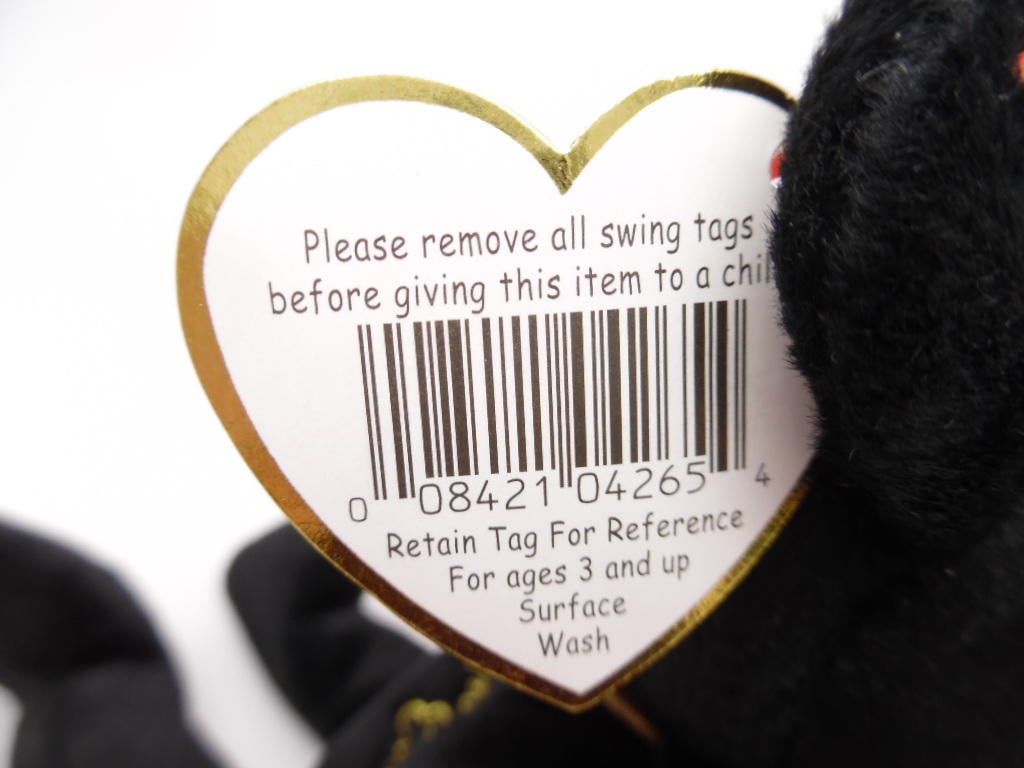 Please remove all swing tags
before giving this item to a
0 08421 04265 4
Retain Tag For Reference
For ages 3 and up
Surface
Wash